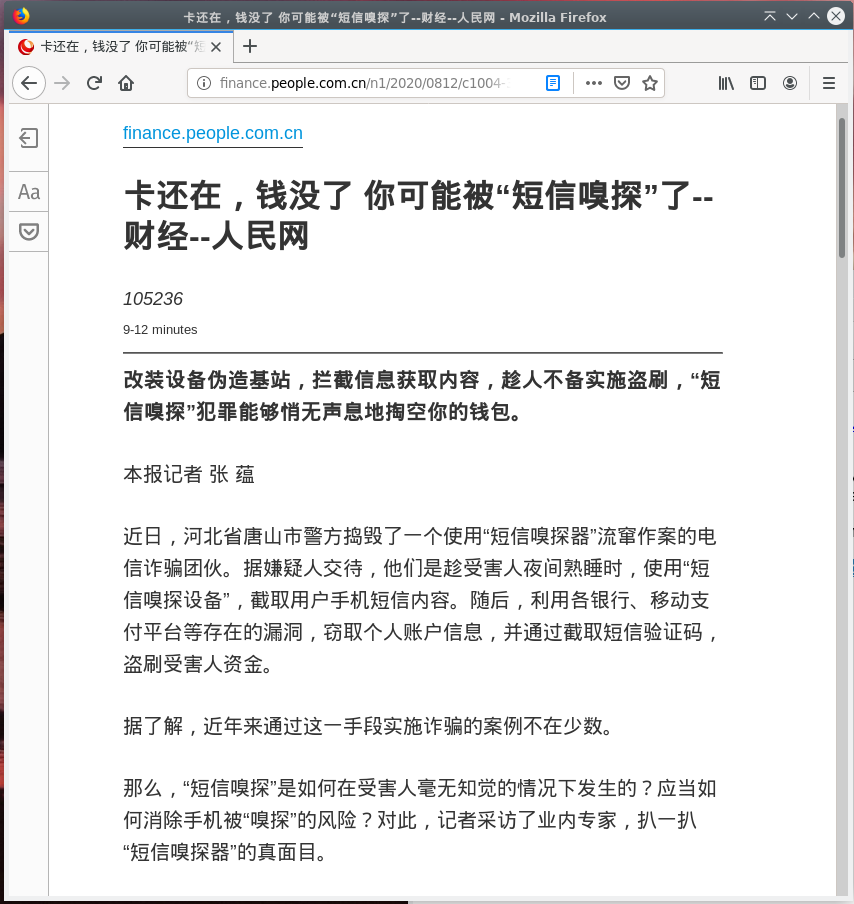 卡还在，钱没了 你可能被“短信嗅探”了--财经--人民网 - Mozilla Firefox
卡还在，钱没了 你可能被“短
finance.people.com.cn/n1/2020/0812/c1004-
finance.people.com.cn
卡还在，钱没了 你可能被“短信嗅探”了--
财经--人民网
Aa
105236
9-12 minutes
改装设备伪造基站，拦截信息获取内容，趁人不备实施盗刷，“短
信嗅探”犯罪能够悄无声息地掏空你的钱包。
本报记者 张 蕴
近日，河北省唐山市警方捣毁了一个使用“短信嗅探器”流窜作案的电
信诈骗团伙。据嫌疑人交待，他们是趁受害人夜间熟睡时，使用“短
信嗅探设备”，截取用户手机短信内容。随后，利用各银行、移动支
付平台等存在的漏洞，窃取个人账户信息，并通过截取短信验证码，
盗刷受害人资金。
据了解，近年来通过这一手段实施诈骗的案例不在少数。
那么，“短信嗅探”是如何在受害人毫无知觉的情况下发生的？应当如
何消除手机被“嗅探”的风险？对此，记者采访了业内专家，扒一扒
“短信嗅探器”的真面目。